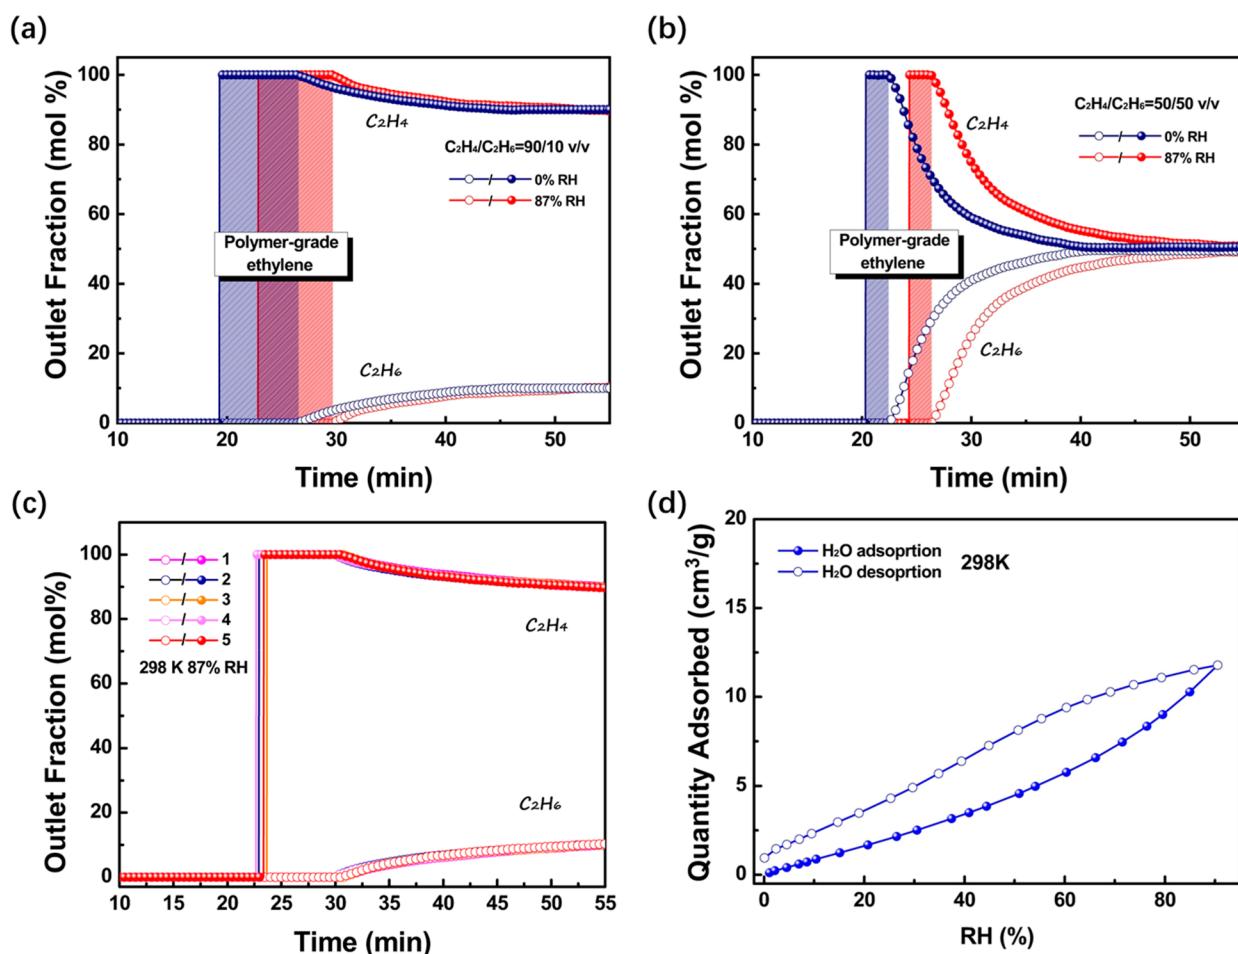 (a)
Outlet Fraction (mol %)
100
80
60
40
20
0
C₂H₄
C₂H₄/C₂H₆=90/10 v/v
/ 0% RH
/ 87% RH
Polymer-grade
ethylene
C₂H₆
10 20 30 40 50
Time (min)
(b)
Outlet Fraction (mol %)
100
80
60
40
20
0
C₂H₄/C₂H₆=50/50 v/v
C₂H₄
/ 0% RH
/ 87% RH
Polymer-grade
ethylene
C₂H₆
10 20 30 40 50
Time (min)
(c)
Outlet Fraction (mol%)
100
80
60
40
20
0
/ 1
/ 2
/ 3
/ 4
/ 5
298 K 87% RH
C₂H₄
C₂H₆
10 15 20 25 30 35 40 45 50 55
Time (min)
(d)
Quantity Adsorbed (cm³/g)
20
15
10
5
0
H₂O adsoprtion
298K
H₂O desoprtion
0 20 40 60 80
RH (%)